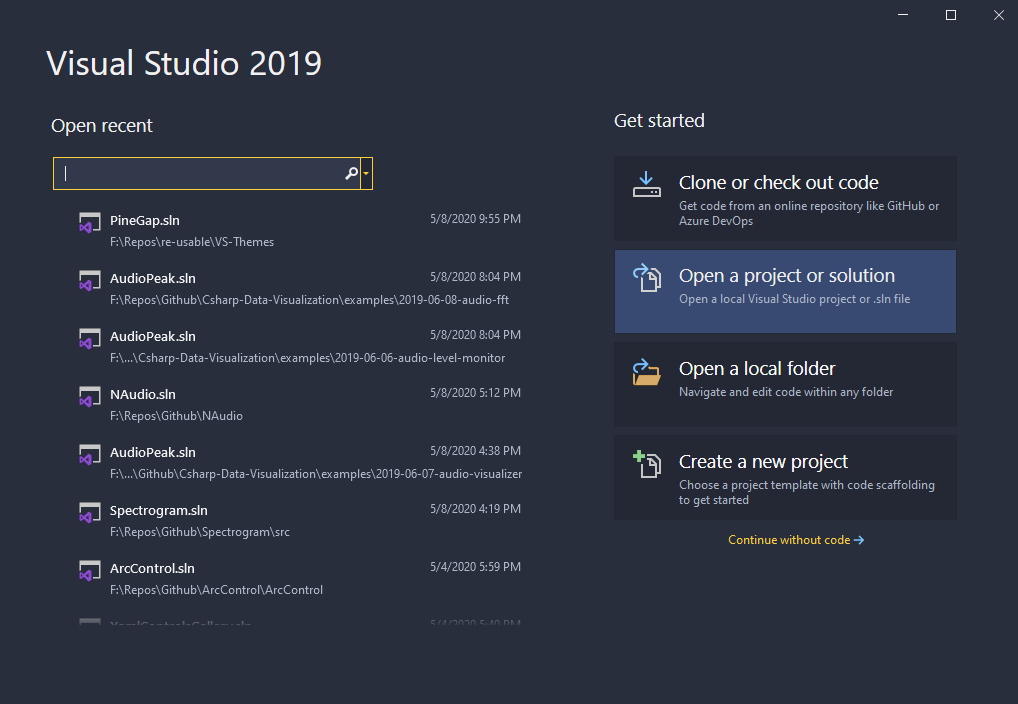 Visual Studio 2019
Open recent
PineGap.sln 5/8/2020 9:55 PM
F:\Repos\re-usable\VS-Themes
AudioPeak.sln 5/8/2020 8:04 PM
F:\Repos\Github\Csharp-Data-Visualization\examples\2019-06-08-audio-fft
AudioPeak.sln 5/8/2020 8:04 PM
F:\...\Csharp-Data-Visualization\examples\2019-06-06-audio-level-monitor
NAudio.sln 5/8/2020 5:12 PM
F:\Repos\Github\NAudio
AudioPeak.sln 5/8/2020 4:38 PM
F:\...\Github\Csharp-Data-Visualization\examples\2019-06-07-audio-visualizer
Spectrogram.sln 5/8/2020 4:19 PM
F:\Repos\Github\Spectrogram\src
ArcControl.sln 5/4/2020 5:59 PM
F:\Repos\Github\ArcControl\ArcControl
5/4/2020 5:40 PM
Get started
Clone or check out code
Get code from an online repository like GitHub or
Azure DevOps
Open a project or solution
Open a local Visual Studio project or .sln file
Open a local folder
Navigate and edit code within any folder
Create a new project
Choose a project template with code scaffolding
to get started
Continue without code